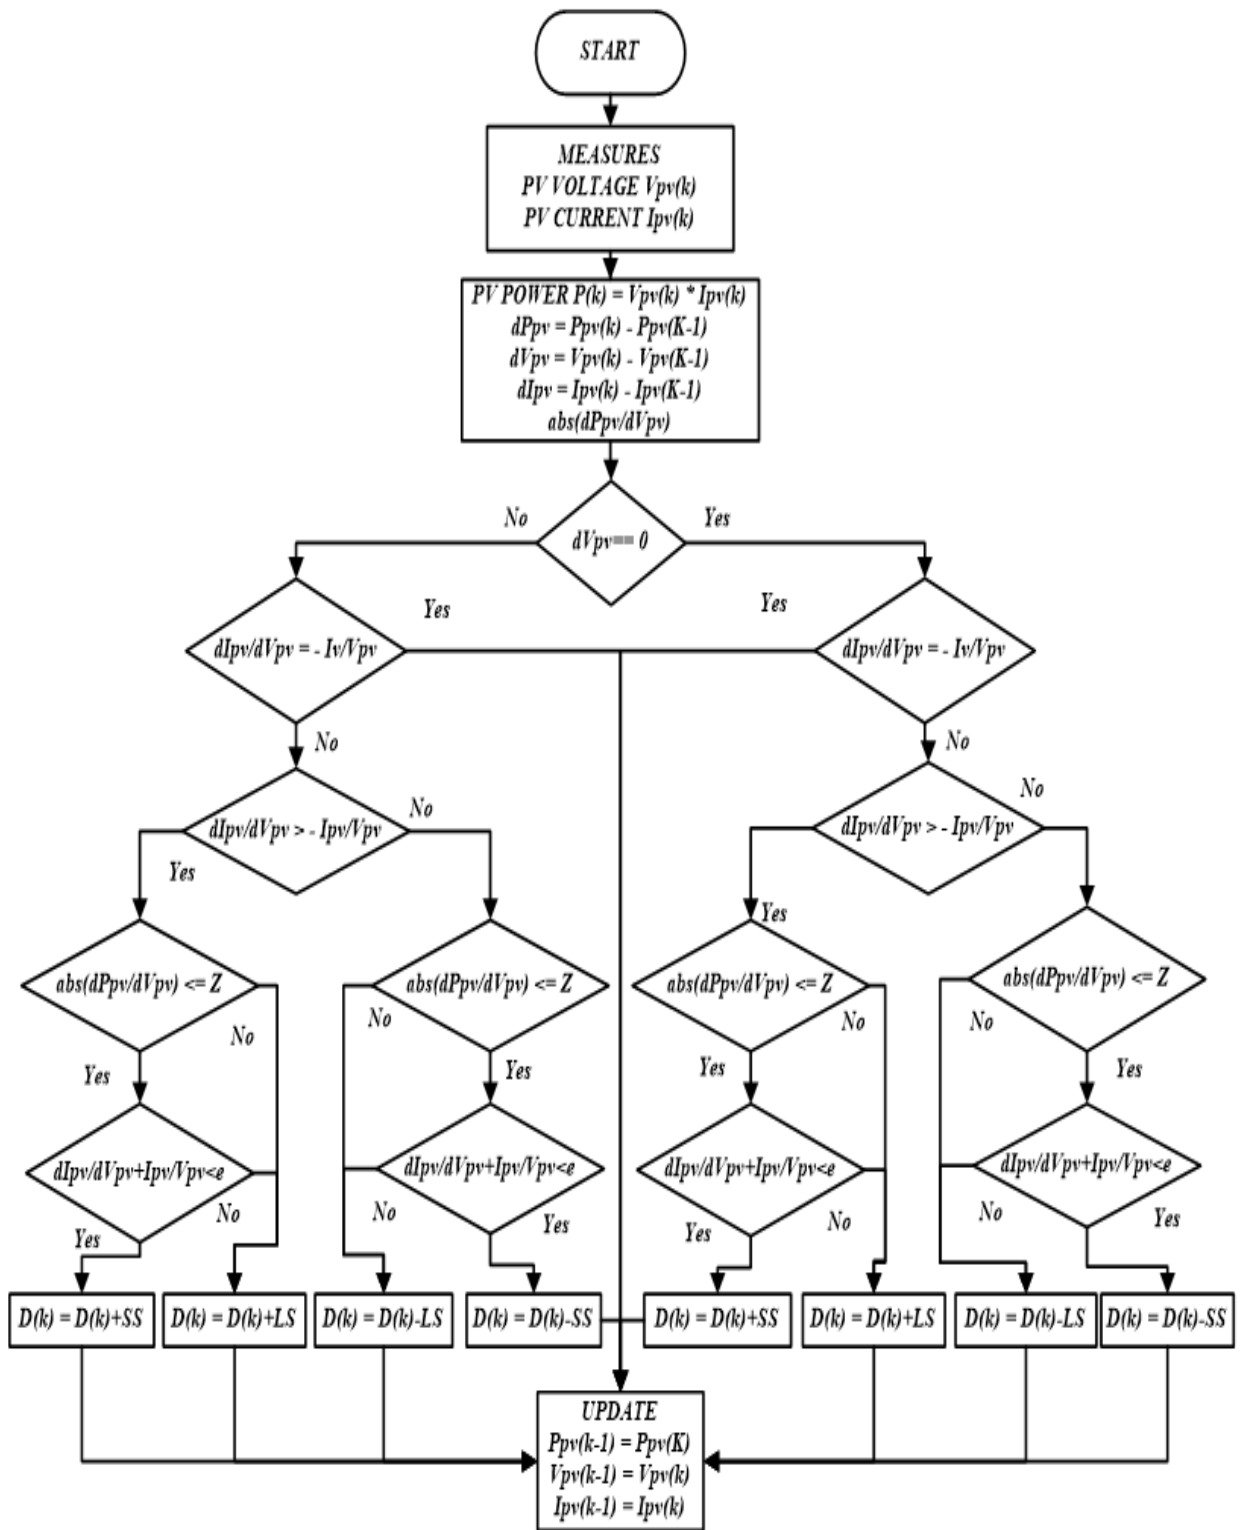 START
MEASURES
PV VOLTAGE Vpv(k)
PV CURRENT Ipv(k)
PV POWER P(k) = Vpv(k) * Ipv(k)
dPpv = Ppv(k) - Ppv(K-1)
dVpv = Vpv(k) - Vpv(K-1)
dIpv = Ipv(k) - Ipv(K-1)
abs(dPpv/dVpv)
No
Yes
dVpv== 0
Yes
Yes
dIpv/dVpv = - Iv/Vpv
dIpv/dVpv = - Iv/Vpv
No
No
No
No
dIpv/dVpv > - Ipv/Vpv
dIpv/dVpv > - Ipv/Vpv
Yes
Yes
abs(dPpv/dVpv) <= Z
abs(dPpv/dVpv) <= Z
abs(dPpv/dVpv) <= Z
abs(dPpv/dVpv) <= Z
No
No
No
No
Yes
Yes
Yes
Yes
dIpv/dVpv+Ipv/Vpv<e
dIpv/dVpv+Ipv/Vpv<e
dIpv/dVpv+Ipv/Vpv<e
dIpv/dVpv+Ipv/Vpv<e
No
No
No
No
Yes
Yes
Yes
Yes
D(k) = D(k)+SS
D(k) = D(k)+LS
D(k) = D(k)-LS
D(k) = D(k)-SS
D(k) = D(k)+SS
D(k) = D(k)+LS
D(k) = D(k)-LS
D(k) = D(k)-SS
UPDATE
Ppv(k-1) = Ppv(K)
Vpv(k-1) = Vpv(k)
Ipv(k-1) = Ipv(k)